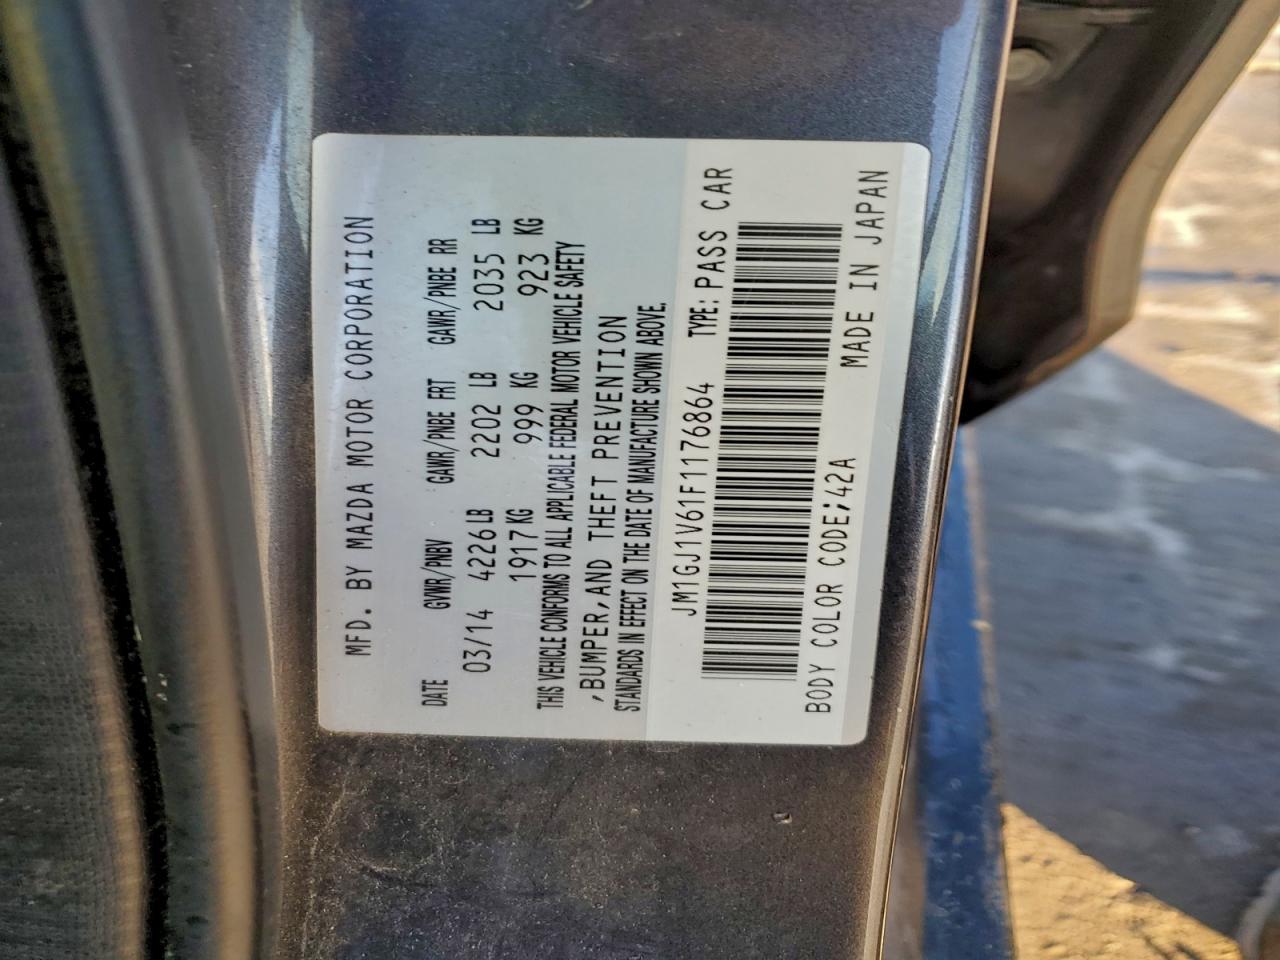 MFD. BY MAZDA MOTOR CORPORATION
DATE GVWR/PNBV GAWR/PNBE FRT GAWR/PNBE RR
03/14 4226LB 2202 LB 2035 LB
1917KG 999 KG 923 KG
THIS VEHICLE CONFORMS TO ALL APPLICABLE FEDERAL MOTOR VEHICLE SAFETY
,BUMPER,AND THEFT PREVENTION
STANDARDS IN EFFECT ON THE DATE OF MANUFACTURE SHOWN ABOVE.
JM1GJ1V61F1176864 TYPE: PASS CAR
BODY COLOR CODE;42A MADE IN JAPAN